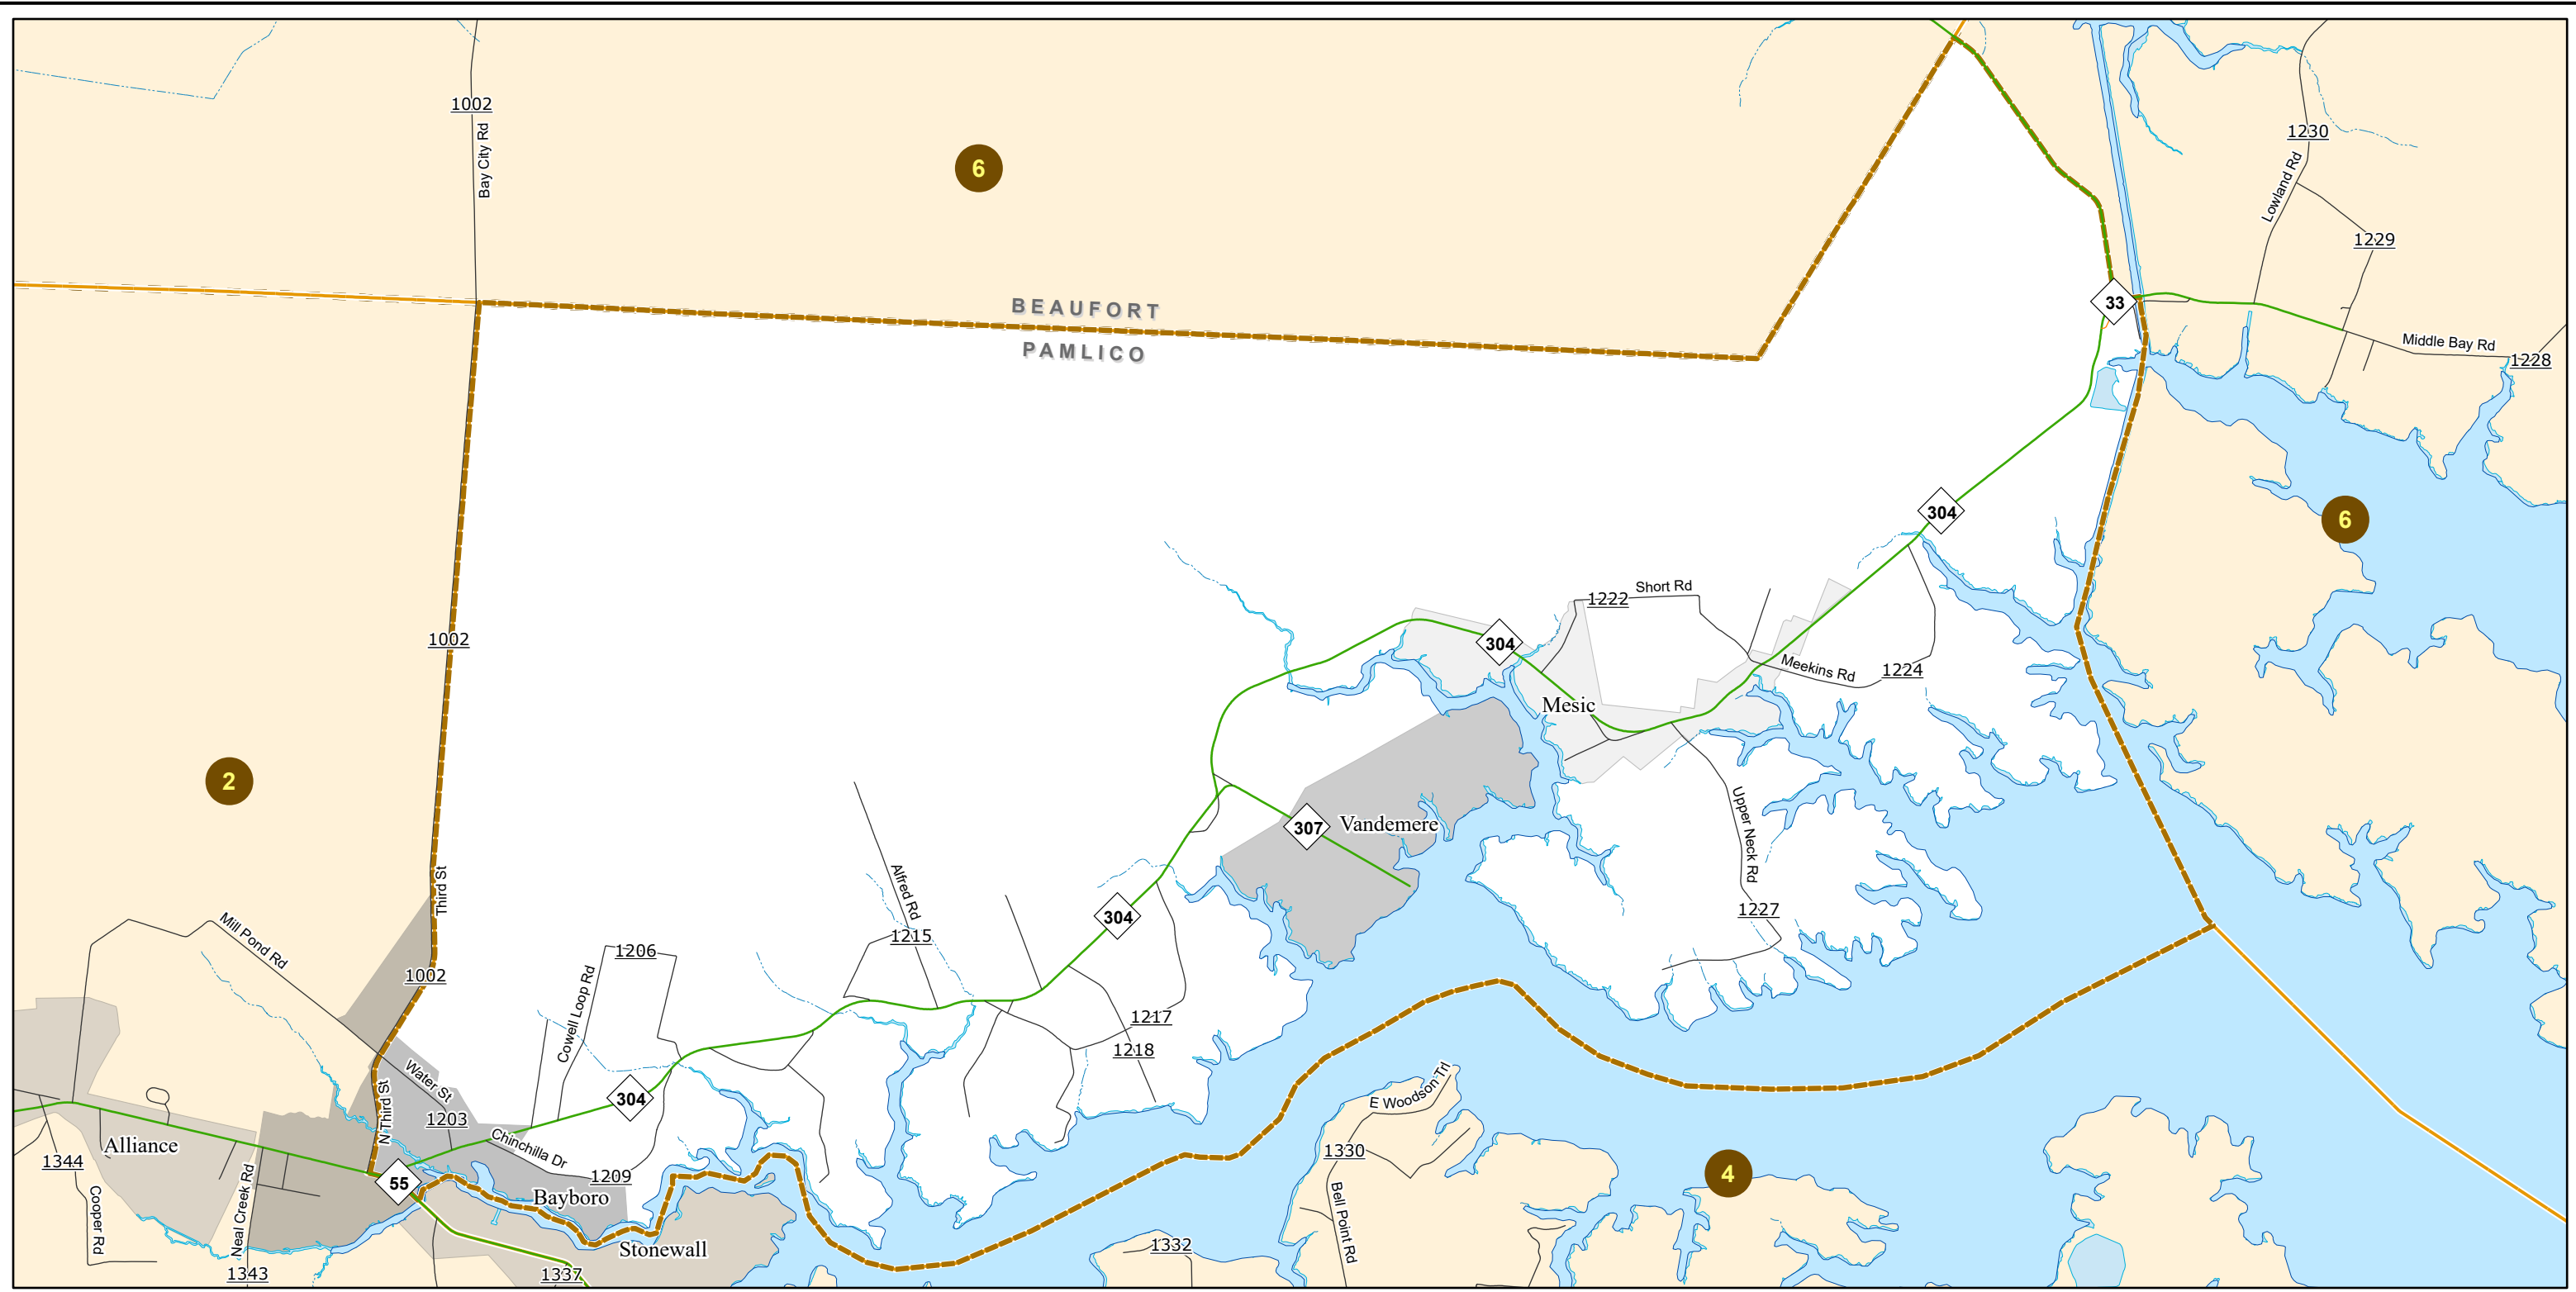 1002
Bay City Rd
6
1230
Lowland Rd
1229
BEAUFORT
PAMLICO
33
Middle Bay Rd
1228
304
6
1002
Short Rd
1222
304
Meekins Rd
1224
Mesic
2
Upper Neck Rd
307
Vandemere
Third St
Alfred Rd
1227
304
Mill Pond Rd
1215
1206
1002
Cowell Loop Rd
1217
1218
Water St
304
E Woodson Trl
N Third St
1203
Alliance
Chinchilla Dr
1344
1330
4
1209
55
Bayboro
Cooper Rd
Neal Creek Rd
Bell Point Rd
Stonewall
1332
1343
1337